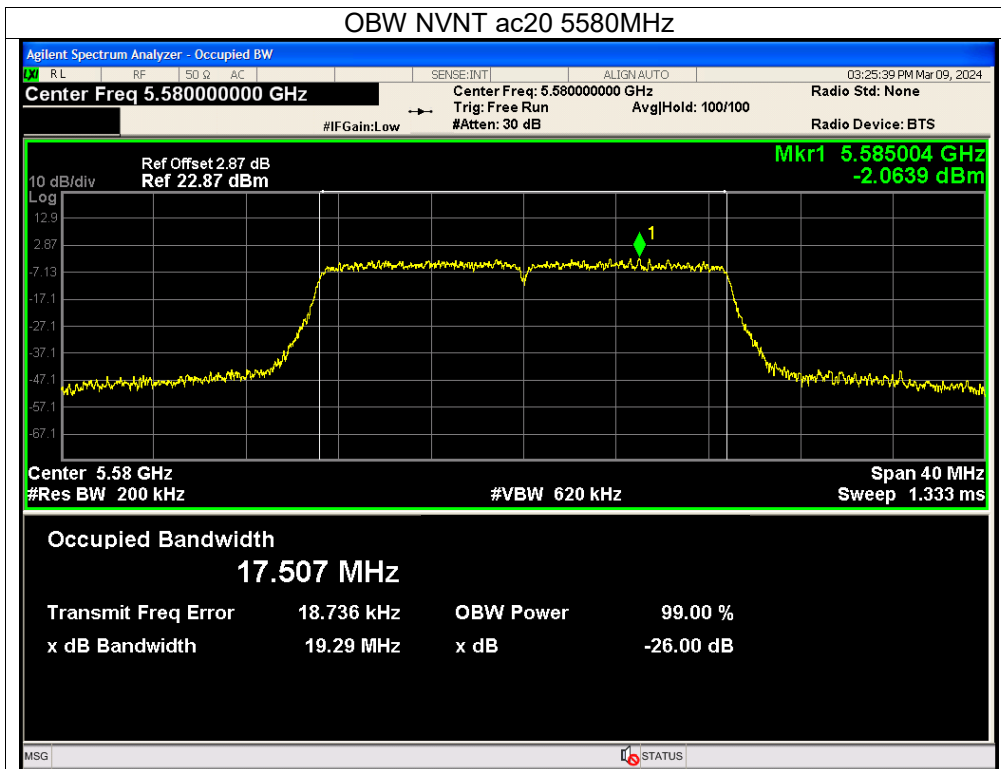 OBW NVNT ac20 5580MHz
Agilent Spectrum Analyzer - Occupied BW
LXI RL RF 50 Ω AC SENSE:INT ALIGN AUTO 03:25:39 PM Mar 09, 2024
Center Freq 5.580000000 GHz Center Freq: 5.580000000 GHz Radio Std: None
Trig: Free Run Avg|Hold: 100/100
#IFGain:Low #Atten: 30 dB Radio Device: BTS
Mkr1 5.585004 GHz
Ref Offset 2.87 dB
-2.0639 dBm
10 dB/div Ref 22.87 dBm
Log
12.9
1
2.87
-7.13
-17.1
-27.1
-37.1
-47.1
-57.1
-67.1
Center 5.58 GHz Span 40 MHz
#Res BW 200 kHz #VBW 620 kHz Sweep 1.333 ms
Occupied Bandwidth
17.507 MHz
Transmit Freq Error 18.736 kHz OBW Power 99.00 %
x dB Bandwidth 19.29 MHz x dB -26.00 dB
MSG STATUS